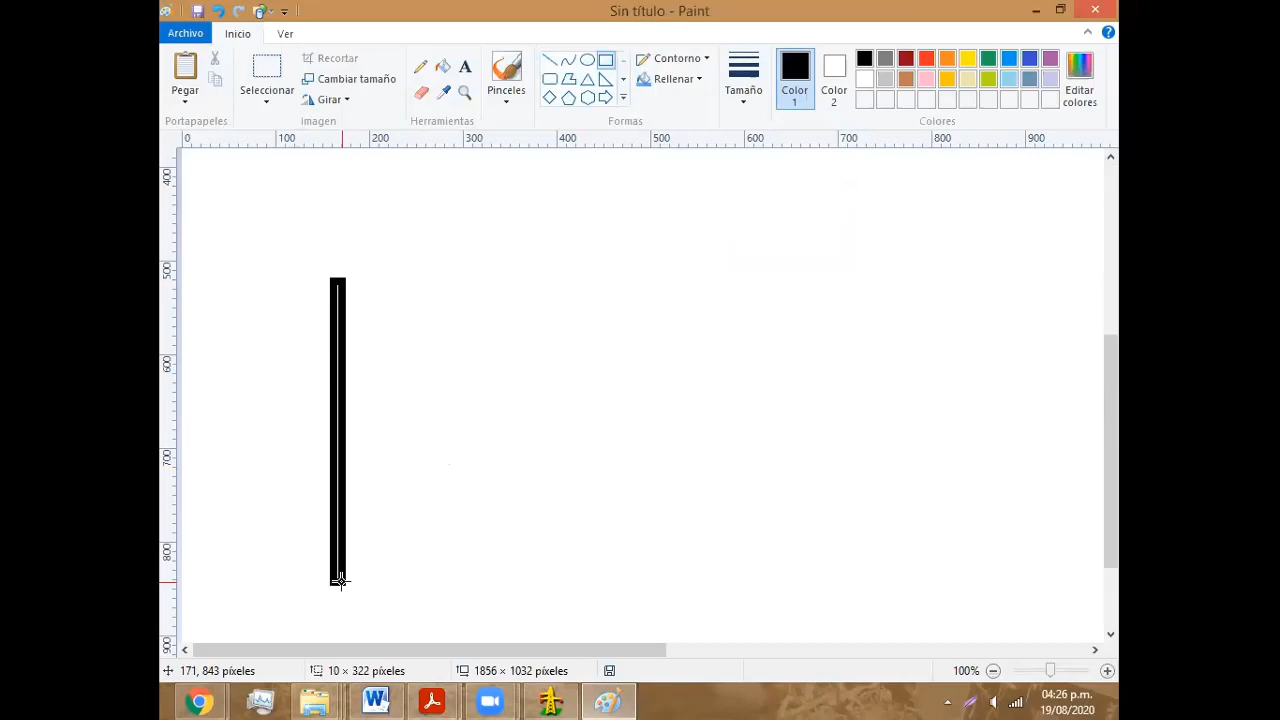 Sin título - Paint
Archivo Inicio Ver
Pegar
Portapapeles
Seleccionar
Recortar
Cambiar tamaño
Girar
Imagen
A
Herramientas
Pinceles
Contorno
Rellenar
Formas
Tamaño
Color 1
Color 2
Editar colores
Colores
0 100 200 300 400 500 600 700 800 900
400
500
600
700
800
900
171, 843 píxeles 10 × 322 píxeles 1856 × 1032 píxeles 100%
04:26 p.m.
19/08/2020